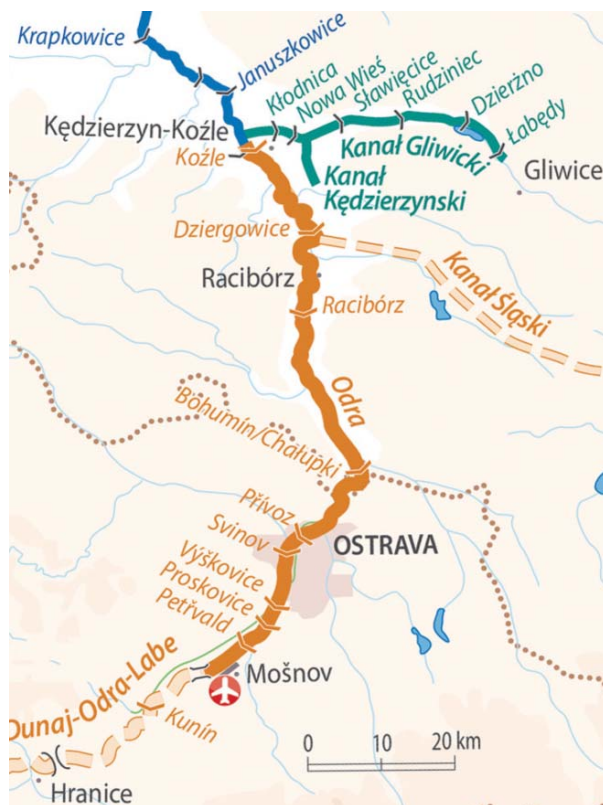 Krapkowice
Januszkowice
Kłodnica
Nowa Wieś
Sławięcice
Rudziniec
Dzierżno
Łabędy
Kędzierzyn-Koźle
Koźle
Kanał Gliwicki
Gliwice
Kanał
Kędzierzynski
Dziergowice
Racibórz
Kanał Śląski
Racibórz
Odra
Bohumín/Chałupki
Přívoz
Svinov
OSTRAVA
Výškovice
Proskovice
Petřvald
Mošnov
Dunaj-Odra-Labe
Kunín
0 10 20 km
Hranice